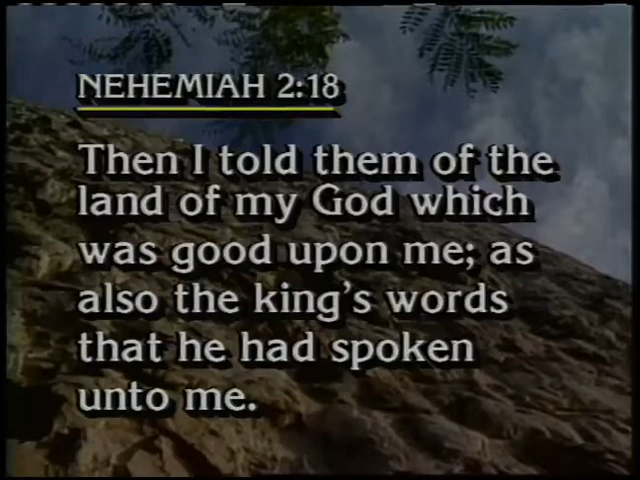 NEHEMIAH 2:18
Then I told them of the
land of my God which
was good upon me; as
also the king's words
that he had spoken
unto me.